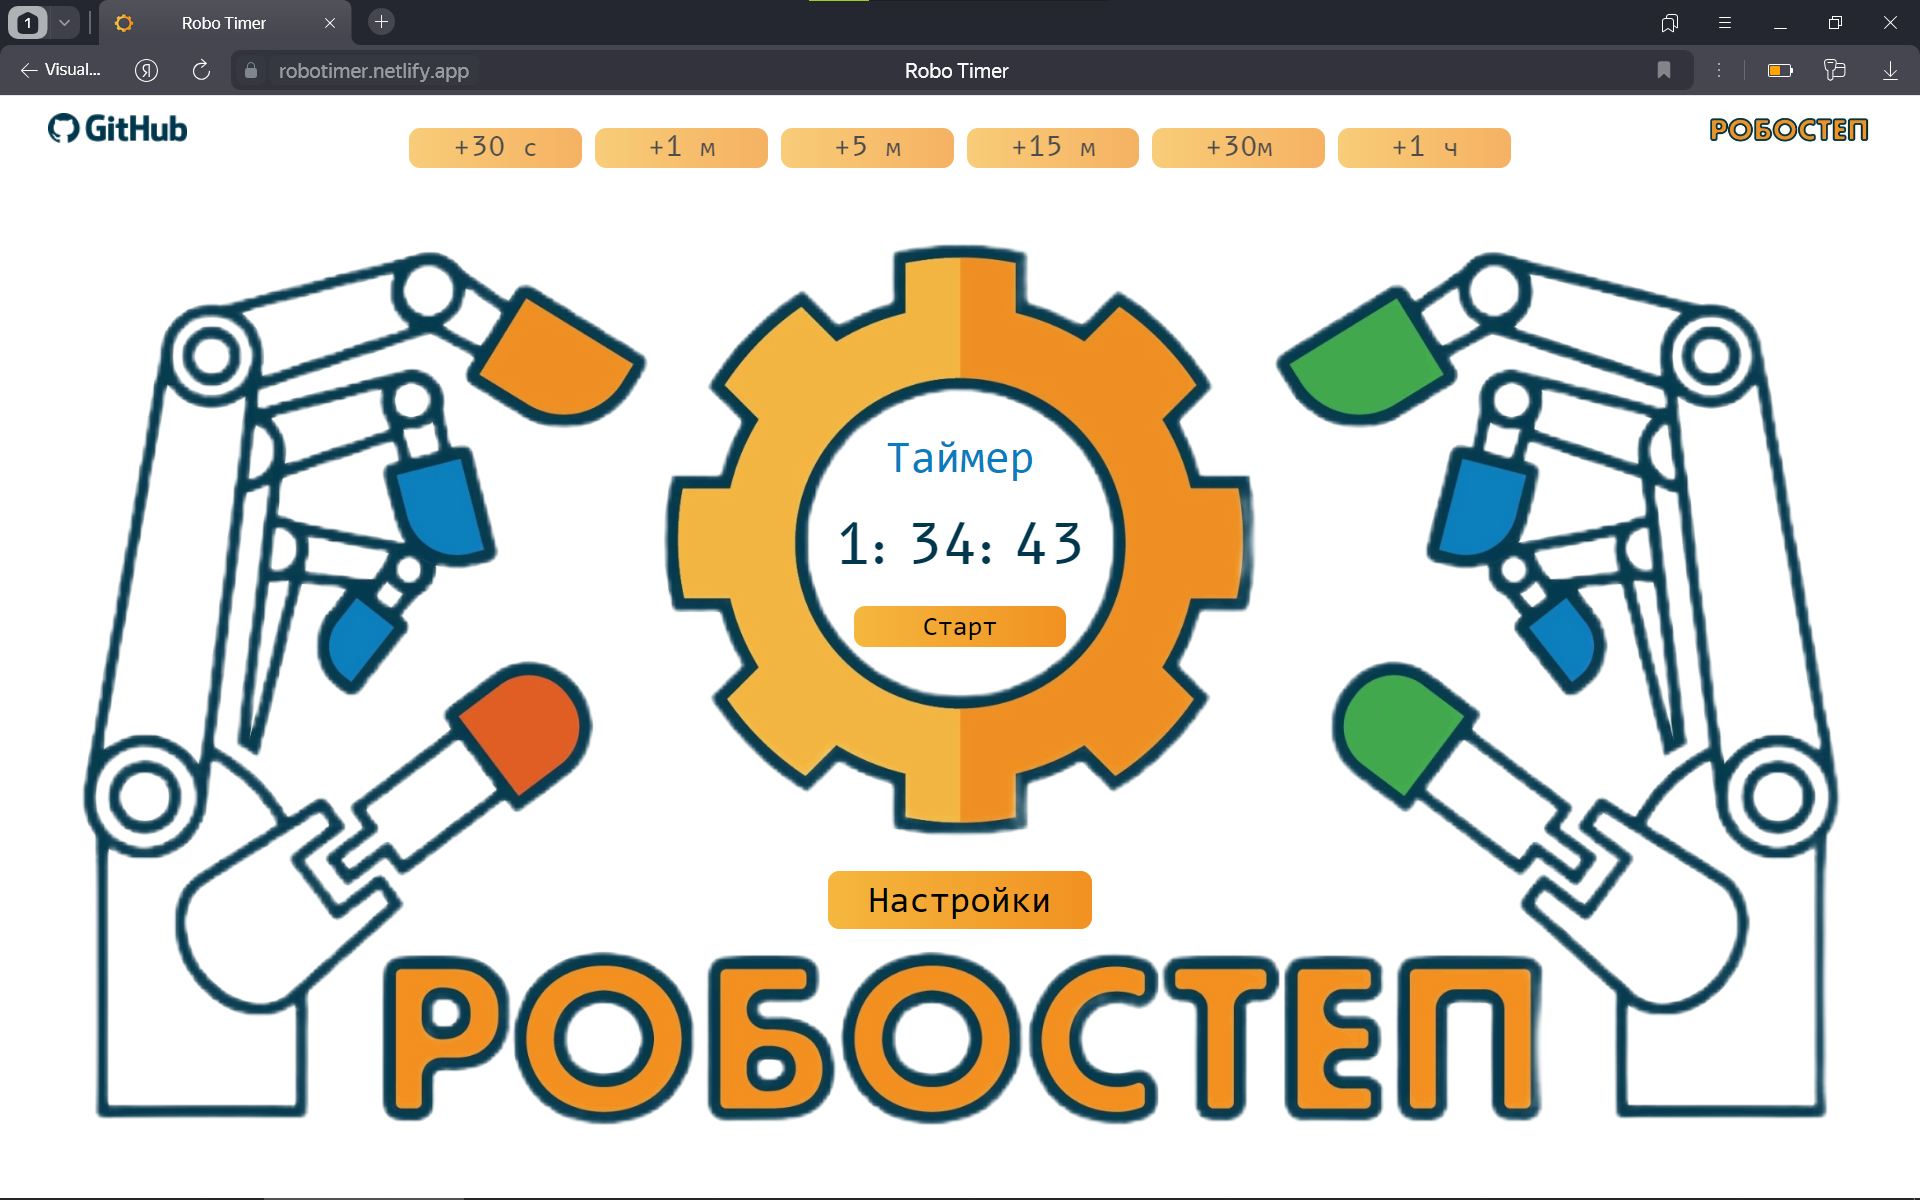 1
Robo Timer
Visual...
Я
robotimer.netlify.app
Robo Timer
GitHub
+30 с
+1 м
+5 м
+15 м
+30м
+1 ч
РОБОСТЕП
Таймер
1: 34: 43
Старт
Настройки
РОБОСТЕП